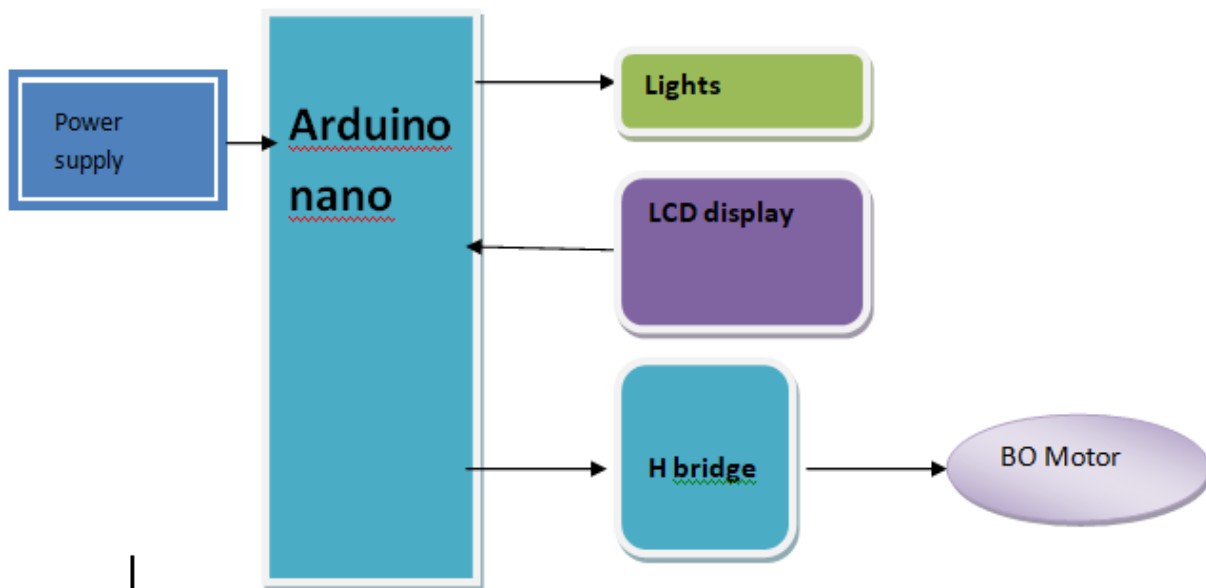 Power
supply
Arduino
nano
Lights
LCD display
H bridge
BO Motor